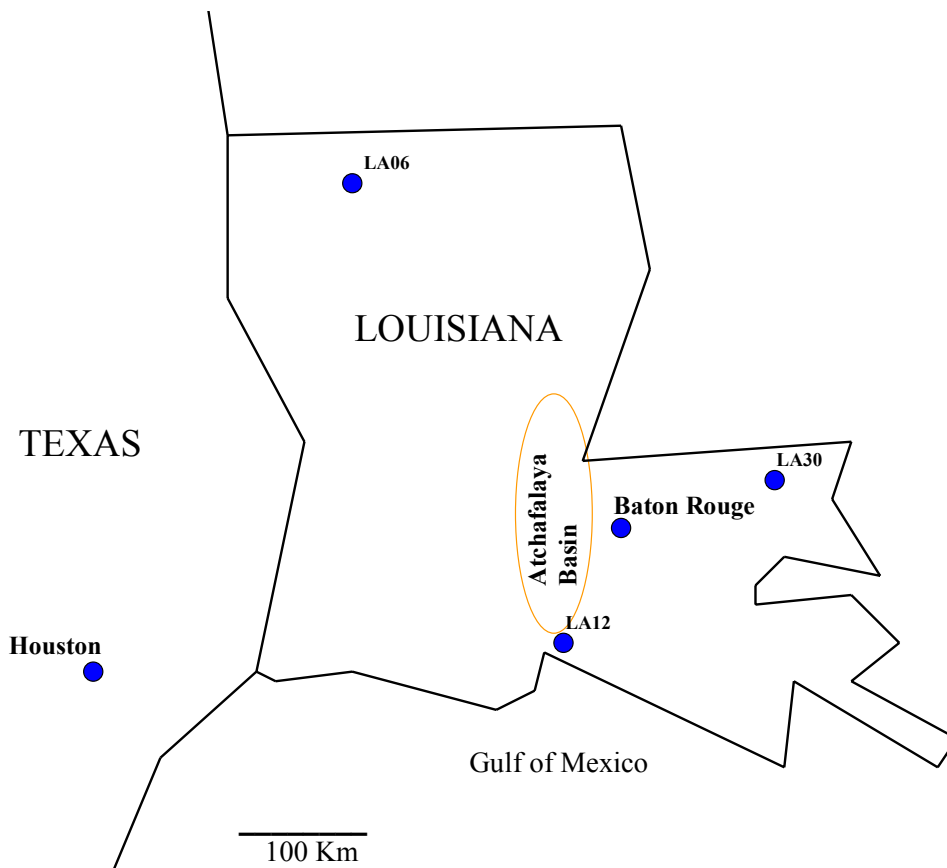 LA06
LOUISIANA
TEXAS
Atchafalaya
Basin
LA30
Baton Rouge
LA12
Houston
Gulf of Mexico
100 Km